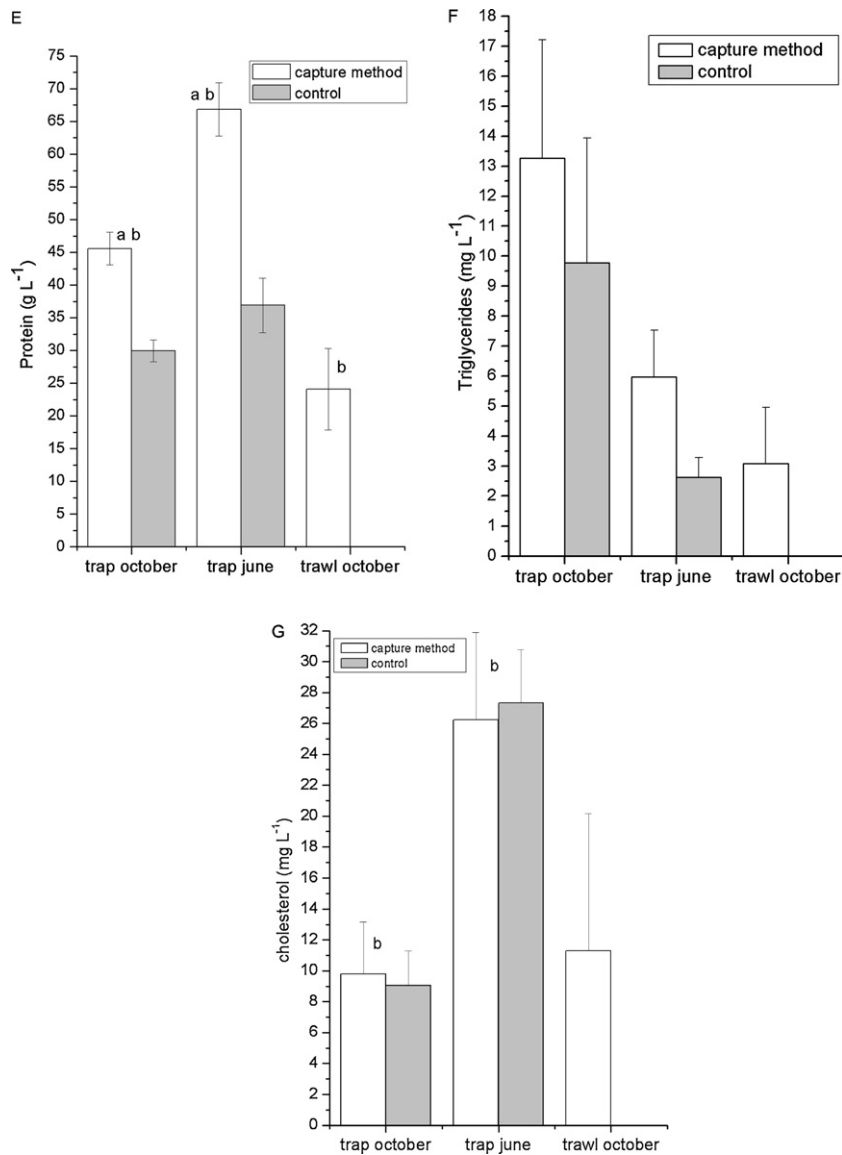 E
75
70
65
60
55
50
45
40
35
30
25
20
15
10
5
0
Protein (g L⁻¹)
capture method
control
a b
a b
b
trap october trap june trawl october
F
18
17
16
15
14
13
12
11
10
9
8
7
6
5
4
3
2
1
0
Triglycerides (mg L⁻¹)
capture method
control
trap october trap june trawl october
G
32
30
28
26
24
22
20
18
16
14
12
10
8
6
4
2
0
cholesterol (mg L⁻¹)
capture method
control
b
b
trap october trap june trawl october